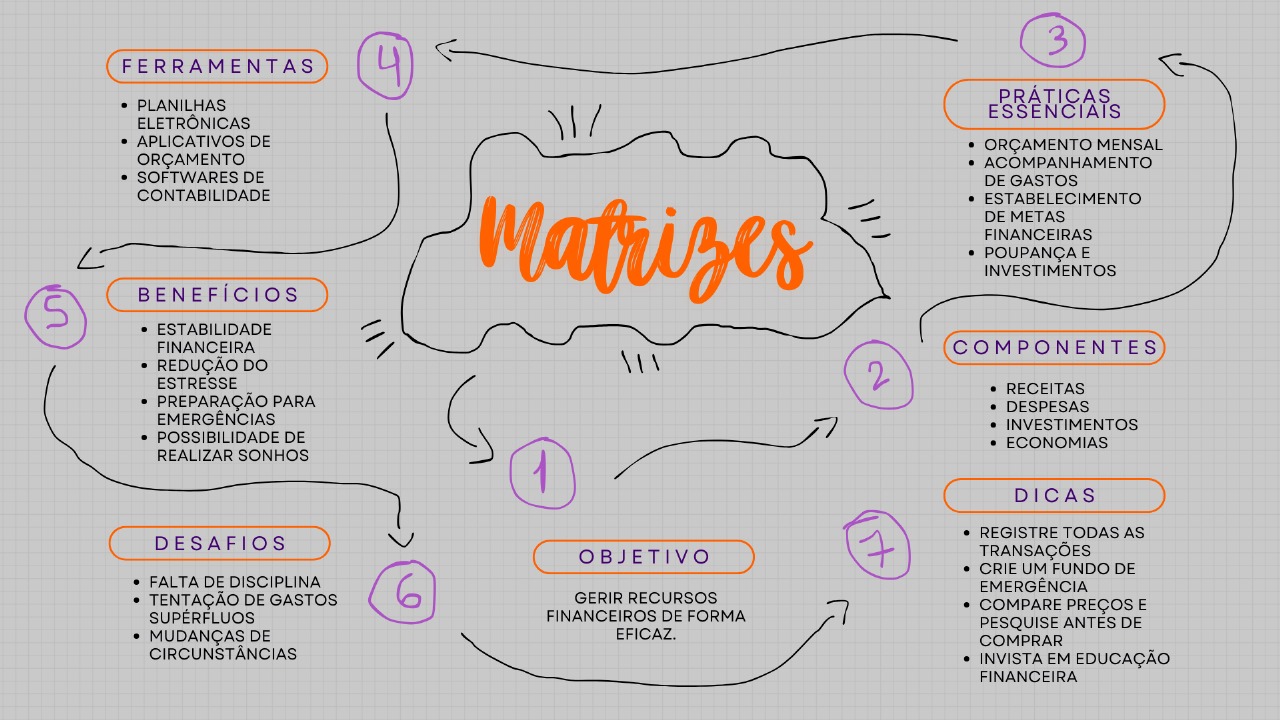 Matrizes
1
OBJETIVO
GERIR RECURSOS
FINANCEIROS DE FORMA
EFICAZ.
2
COMPONENTES
• RECEITAS
• DESPESAS
• INVESTIMENTOS
• ECONOMIAS
3
PRÁTICAS
ESSENCIAIS
• ORÇAMENTO MENSAL
• ACOMPANHAMENTO
DE GASTOS
• ESTABELECIMENTO
DE METAS
FINANCEIRAS
• POUPANÇA E
INVESTIMENTOS
4
FERRAMENTAS
• PLANILHAS
ELETRÔNICAS
• APLICATIVOS DE
ORÇAMENTO
• SOFTWARES DE
CONTABILIDADE
5
BENEFÍCIOS
• ESTABILIDADE
FINANCEIRA
• REDUÇÃO DO
ESTRESSE
• PREPARAÇÃO PARA
EMERGÊNCIAS
• POSSIBILIDADE DE
REALIZAR SONHOS
6
DESAFIOS
• FALTA DE DISCIPLINA
• TENTAÇÃO DE GASTOS
SUPÉRFLUOS
• MUDANÇAS DE
CIRCUNSTÂNCIAS
7
DICAS
• REGISTRE TODAS AS
TRANSAÇÕES
• CRIE UM FUNDO DE
EMERGÊNCIA
• COMPARE PREÇOS E
PESQUISE ANTES DE
COMPRAR
• INVISTA EM EDUCAÇÃO
FINANCEIRA